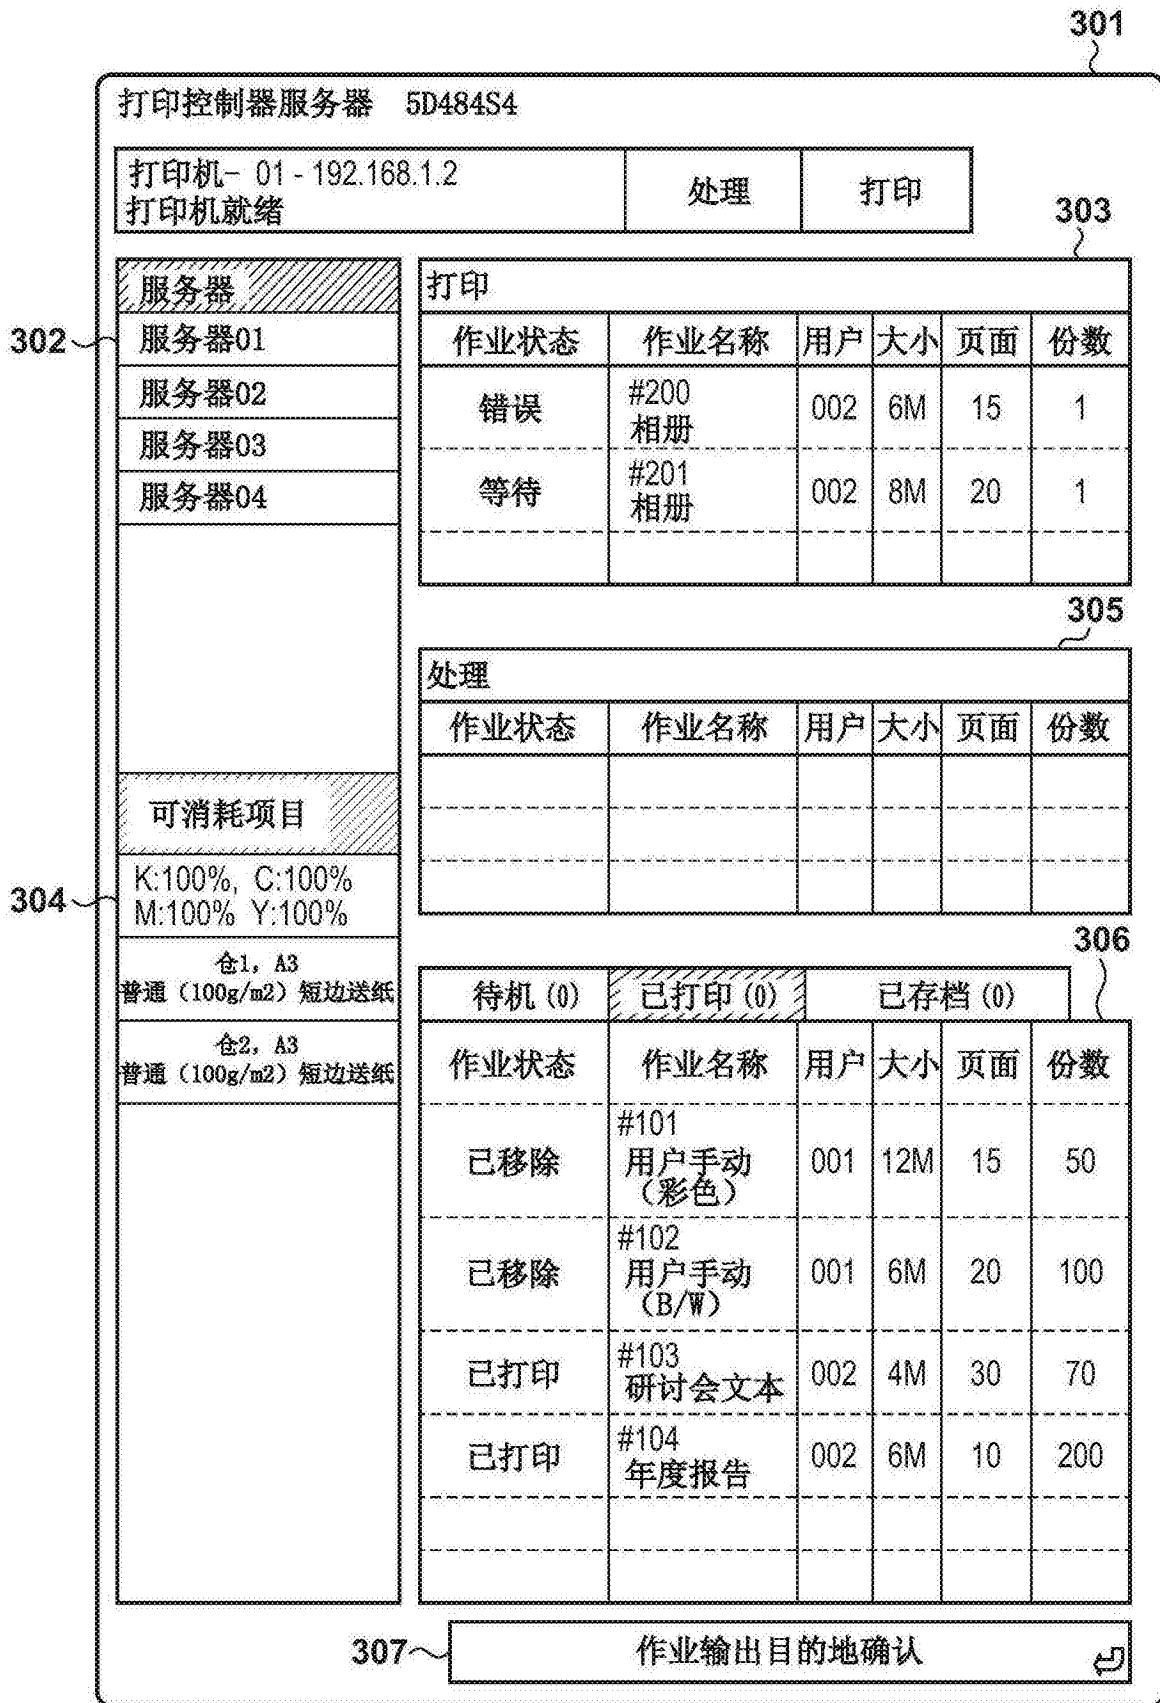 301
打印控制器服务器 5D484S4
打印机- 01 - 192.168.1.2
打印机就绪
处理
打印
303
302
服务器
服务器01
服务器02
服务器03
服务器04
打印
作业状态 作业名称 用户 大小 页面 份数
错误 #200 相册 002 6M 15 1
等待 #201 相册 002 8M 20 1
305
处理
作业状态 作业名称 用户 大小 页面 份数
可消耗项目
304
K:100%, C:100%
M:100% Y:100%
仓1, A3
普通（100g/m2）短边送纸
仓2, A3
普通（100g/m2）短边送纸
306
待机(0) 已打印(0) 已存档(0)
作业状态 作业名称 用户 大小 页面 份数
#101
已移除 用户手动 001 12M 15 50
（彩色）
#102
已移除 用户手动 001 6M 20 100
（B/W）
#103
已打印 研讨会文本 002 4M 30 70
#104
已打印 年度报告 002 6M 10 200
307
作业输出目的地确认